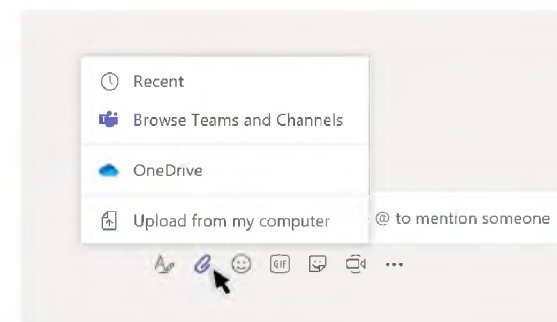 Recent
Browse Teams and Channels
OneDrive
Upload from my computer
@ to mention someone
GIF